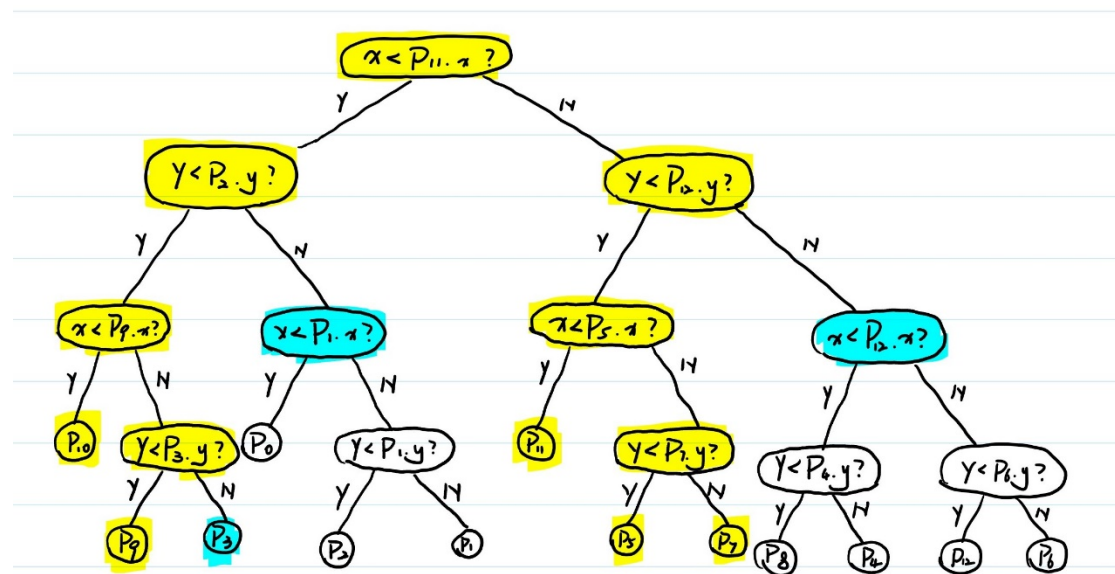 x < P11.x ?
Y N
Y < P2.y ? Y < P12.y ?
Y N Y N
x < P9.x ? x < P1.x ? x < P5.x ? x < P12.x ?
Y N Y N Y N Y N
P10 Y < P3.y ? P0 Y < P1.y ? P11 Y < P7.y ? Y < P4.y ? Y < P6.y ?
Y N Y N Y N Y N Y N
P9 P3 P2 P1 P5 P7 P8 P4 P12 P6